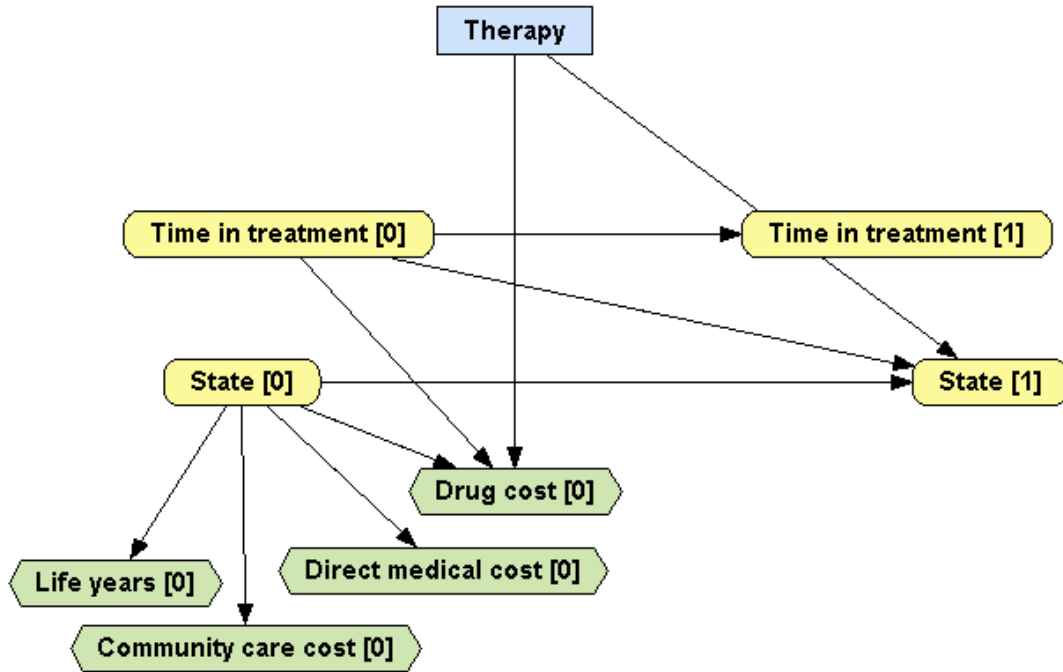 Therapy
Time in treatment [0]
Time in treatment [1]
State [0]
State [1]
Drug cost [0]
Direct medical cost [0]
Life years [0]
Community care cost [0]